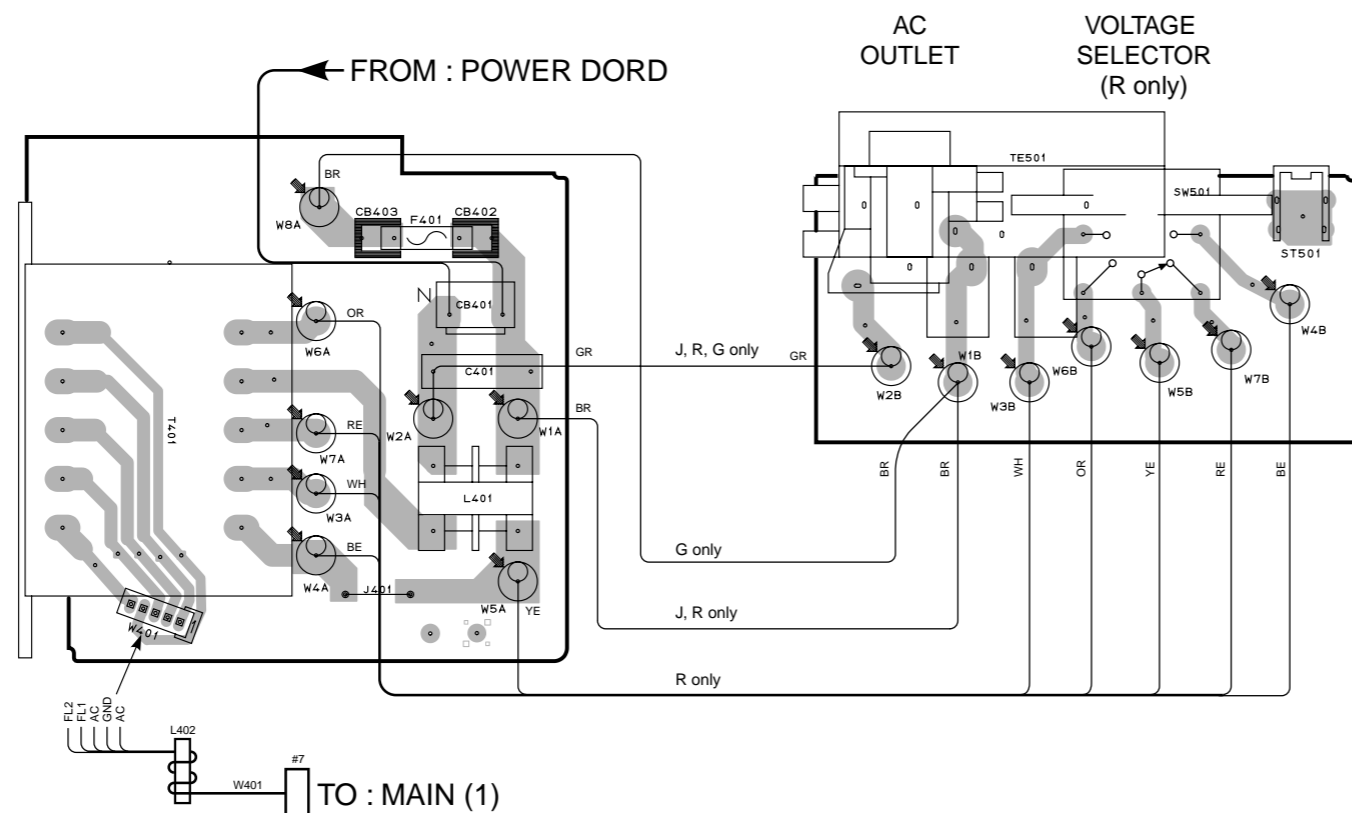 AC
OUTLET
VOLTAGE
SELECTOR
(R only)
FROM : POWER DORD
TE501
BR
SW501
CB403
F401
CB402
W8A
ST501
N
CB401
OR
W6A
W4B
GR
J, R, G only
GR
C401
W1B
W6B
W5B
W7B
W2B
W3B
T401
RE
W7A
W2A
W1A
BR
BR
BR
WH
OR
YE
RE
BE
WH
W3A
L401
BE
G only
W4A
J401
W5A
YE
J, R only
W401
R only
FL2
FL1
AC
GND
AC
L402
#7
W401
TO : MAIN (1)